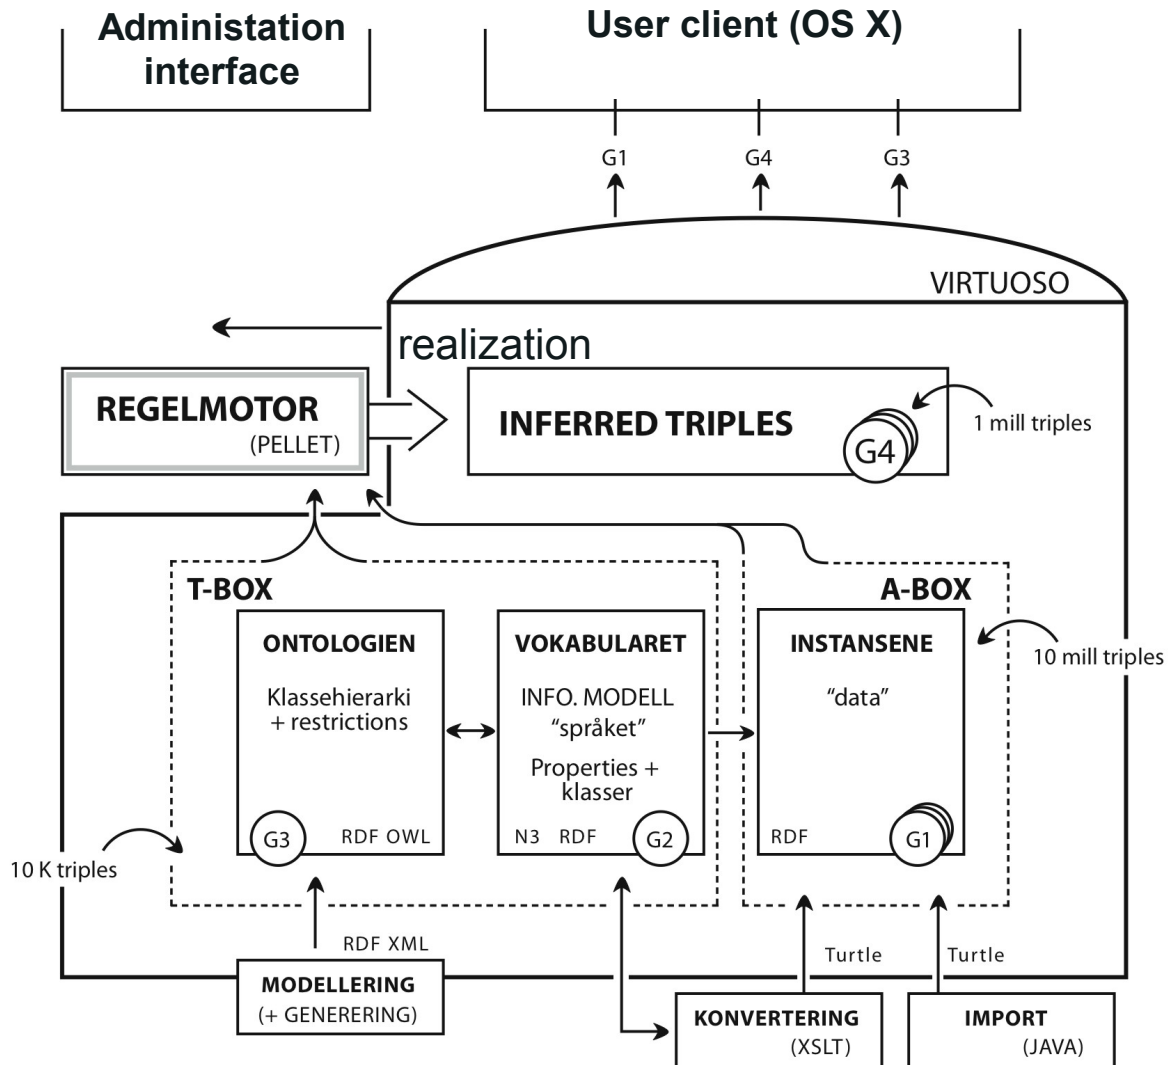 Administation
interface
User client (OS X)
G1
G4
G3
VIRTUOSO
realization
REGELMOTOR
(PELLET)
INFERRED TRIPLES
G4
1 mill triples
T-BOX
A-BOX
ONTOLOGIEN
Klassehierarki
+ restrictions
G3
RDF OWL
VOKABULARET
INFO. MODELL
“språket”
Properties +
klasser
N3 RDF
G2
INSTANSENE
“data”
RDF
G1
10 mill triples
10 K triples
RDF XML
MODELLERING
(+ GENERERING)
Turtle
Turtle
KONVERTERING
(XSLT)
IMPORT
(JAVA)